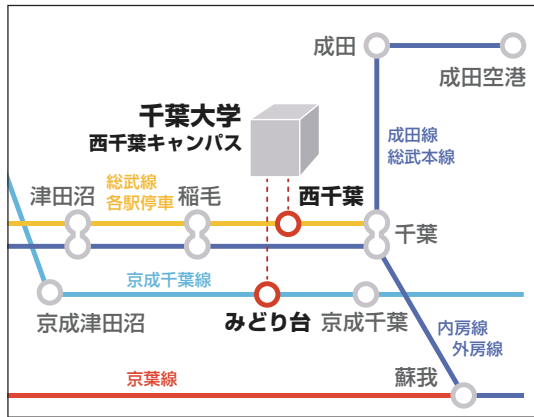 成田
成田空港
千葉大学
西千葉キャンパス
成田線
総武本線
津田沼
総武線
各駅停車
稲毛
西千葉
千葉
京成千葉線
京成津田沼
みどり台
京成千葉
内房線
外房線
京葉線
蘇我